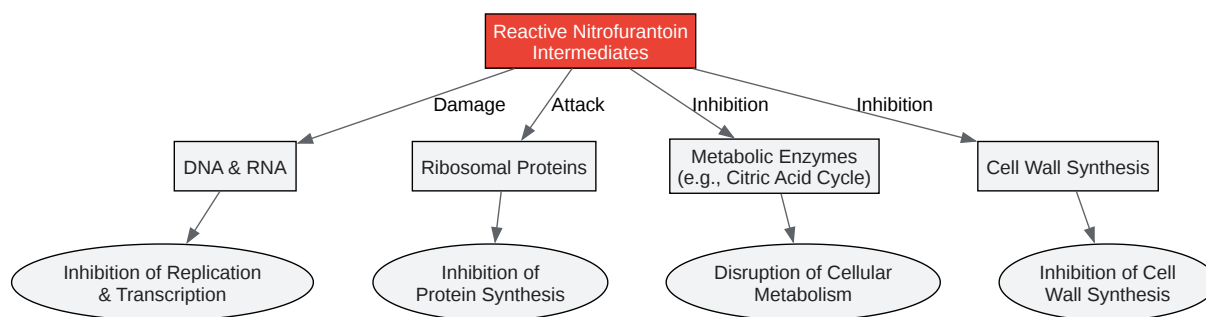 Reactive Nitrofurantoin
Intermediates
Damage
Attack
Inhibition
Inhibition
DNA & RNA
Ribosomal Proteins
Metabolic Enzymes
(e.g., Citric Acid Cycle)
Cell Wall Synthesis
Inhibition of Replication
& Transcription
Inhibition of
Protein Synthesis
Disruption of Cellular
Metabolism
Inhibition of Cell
Wall Synthesis